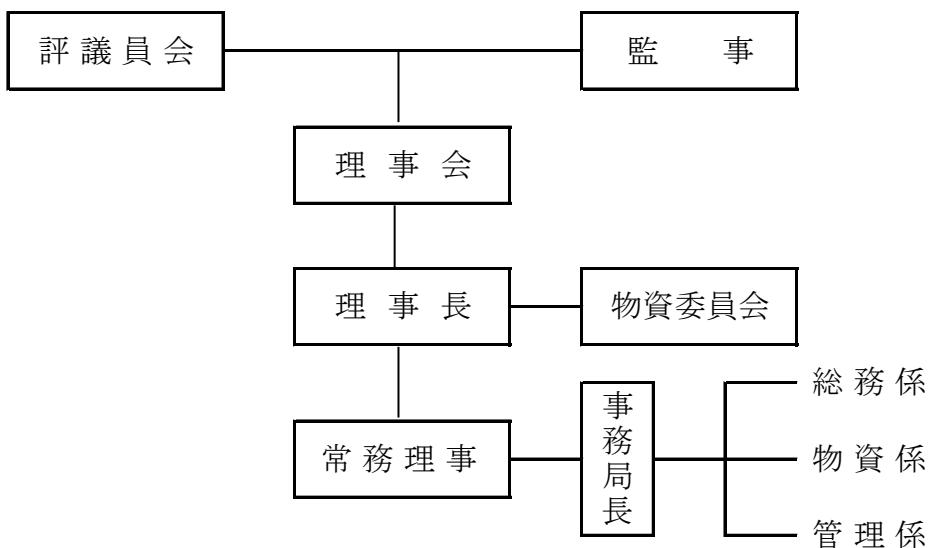 評議員会
監事
理事会
理事長
物資委員会
総務係
常務理事
事務局長
物資係
管理係